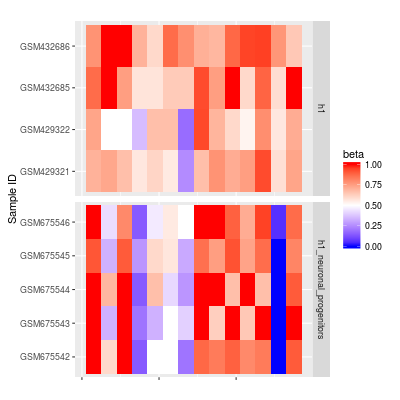 GSM432686
GSM432685
GSM429322
GSM429321
h1
GSM675546
GSM675545
GSM675544
GSM675543
GSM675542
h1_neuronal_progenitors
Sample ID
beta
1.00
0.75
0.50
0.25
0.00